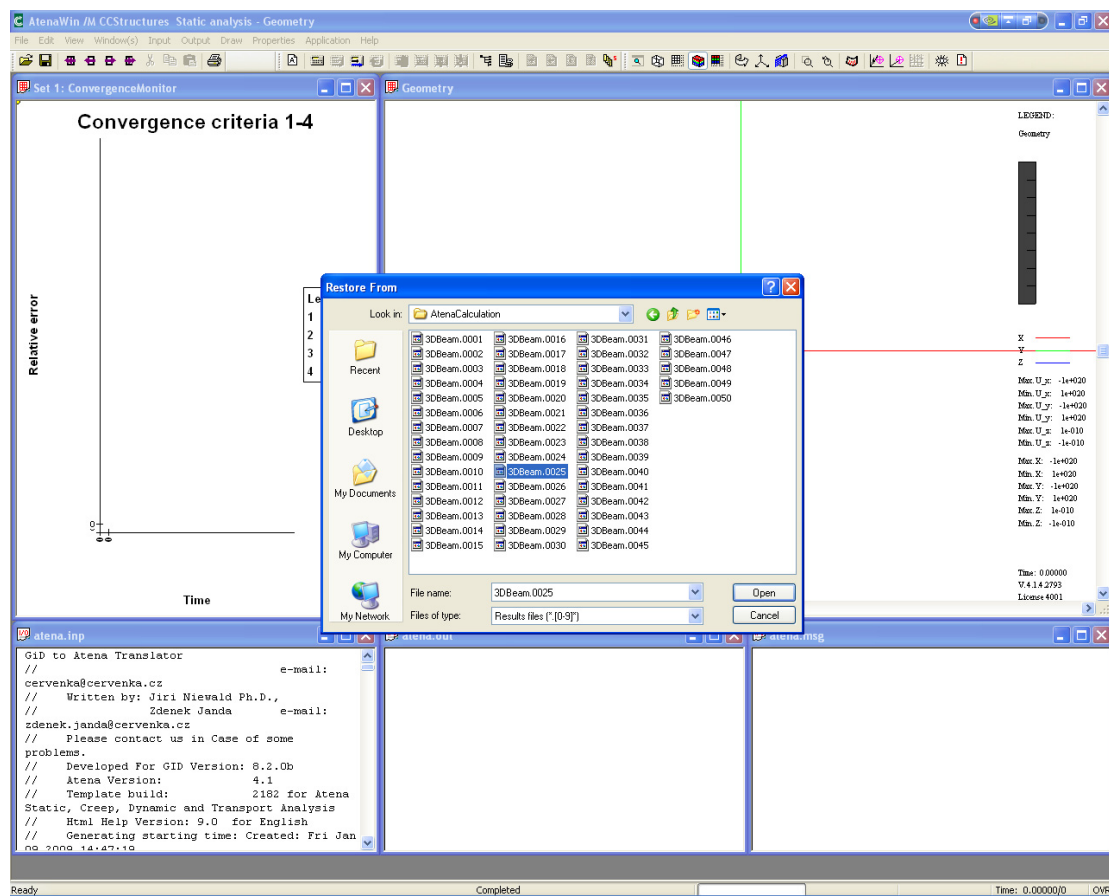 AtenaWin /M CCStructures Static analysis - Geometry
File Edit View Window(s) Input Output Draw Properties Application Help
Set 1: ConvergenceMonitor
Convergence criteria 1-4
Relative error
Le
1
2
3
4
0
0 0
Time
Geometry
LEGEND:
Geometry
X
Y
Z
Max. U_x: -1e+020
Min. U_x: 1e+020
Max. U_y: -1e+020
Min. U_y: 1e+020
Max. U_z: 1e-010
Min. U_z: -1e-010
Max. X: -1e+020
Min. X: 1e+020
Max. Y: -1e+020
Min. Y: 1e+020
Max. Z: 1e-010
Min. Z: -1e-010
Time: 0.00000
V. 4.1.4.2793
License 4001
Restore From
Look in: AtenaCalculation
Recent
Desktop
My Documents
My Computer
My Network
3DBeam.0001 3DBeam.0016 3DBeam.0031 3DBeam.0046
3DBeam.0002 3DBeam.0017 3DBeam.0032 3DBeam.0047
3DBeam.0003 3DBeam.0018 3DBeam.0033 3DBeam.0048
3DBeam.0004 3DBeam.0019 3DBeam.0034 3DBeam.0049
3DBeam.0005 3DBeam.0020 3DBeam.0035 3DBeam.0050
3DBeam.0006 3DBeam.0021 3DBeam.0036
3DBeam.0007 3DBeam.0022 3DBeam.0037
3DBeam.0008 3DBeam.0023 3DBeam.0038
3DBeam.0009 3DBeam.0024 3DBeam.0039
3DBeam.0010 3DBeam.0025 3DBeam.0040
3DBeam.0011 3DBeam.0026 3DBeam.0041
3DBeam.0012 3DBeam.0027 3DBeam.0042
3DBeam.0013 3DBeam.0028 3DBeam.0043
3DBeam.0014 3DBeam.0029 3DBeam.0044
3DBeam.0015 3DBeam.0030 3DBeam.0045
File name: 3DBeam.0025 Open
Files of type: Results files (*.[0-9]*) Cancel
atena.inp
GiD to Atena Translator
// e-mail:
cervenka@cervenka.cz
// Written by: Jiri Niewald Ph.D.,
// Zdenek Janda e-mail:
zdenek.janda@cervenka.cz
// Please contact us in Case of some
problems.
// Developed For GID Version: 8.2.0b
// Atena Version: 4.1
// Template build: 2182 for Atena
Static, Creep, Dynamic and Transport Analysis
// Html Help Version: 9.0 for English
// Generating starting time: Created: Fri Jan
09 2009 14:47:19
atena.out
atena.msg
Ready Completed Time: 0.00000/0 OVR